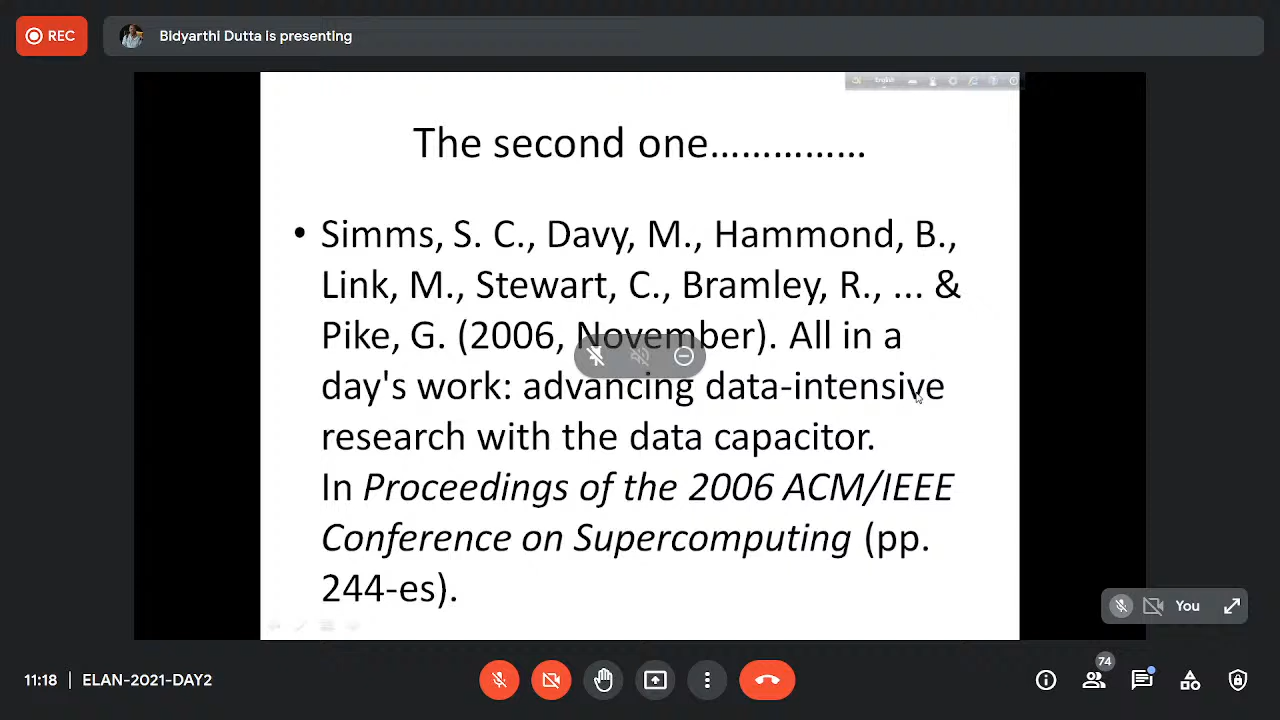 REC
Bidyarthi Dutta is presenting
English
The second one……………
• Simms, S. C., Davy, M., Hammond, B.,
Link, M., Stewart, C., Bramley, R., ... &
Pike, G. (2006, November). All in a
day's work: advancing data-intensive
research with the data capacitor.
In Proceedings of the 2006 ACM/IEEE
Conference on Supercomputing (pp.
244-es).
You
74
11:18 | ELAN-2021-DAY2